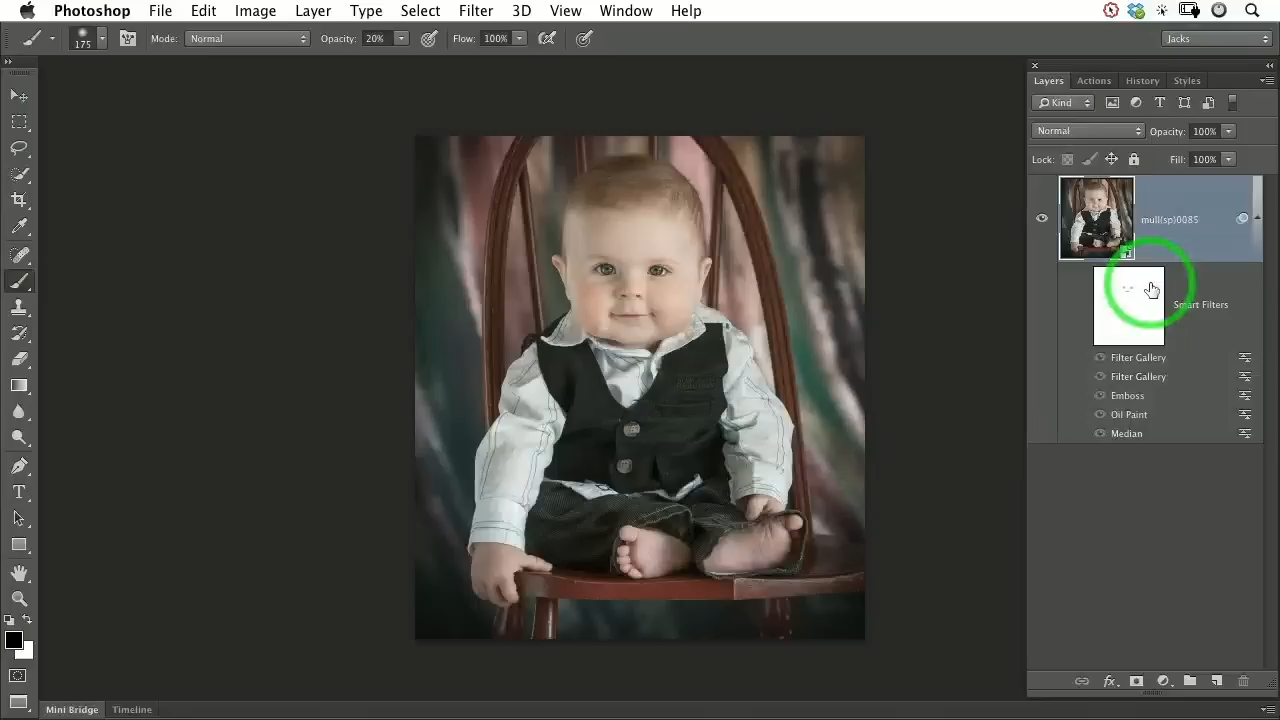 Photoshop File Edit Image Layer Type Select Filter 3D View Window Help
175 Mode: Normal Opacity: 20% Flow: 100% Jacks
Layers Actions History Styles
Kind
Normal Opacity: 100%
Lock: Fill: 100%
mull(sp)0085
Smart Filters
Filter Gallery
Filter Gallery
Emboss
Oil Paint
Median
fx
Mini Bridge Timeline